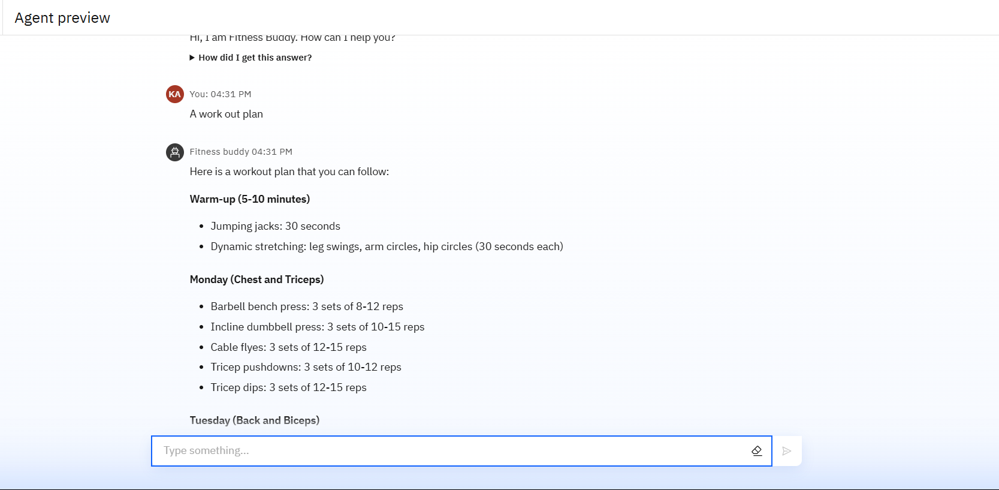 Agent preview
Hi, I am Fitness Buddy. How can I help you?
How did I get this answer?
KA
You: 04:31 PM
A work out plan
Fitness buddy 04:31 PM
Here is a workout plan that you can follow:
Warm-up (5-10 minutes)
• Jumping jacks: 30 seconds
• Dynamic stretching: leg swings, arm circles, hip circles (30 seconds each)
Monday (Chest and Triceps)
• Barbell bench press: 3 sets of 8-12 reps
• Incline dumbbell press: 3 sets of 10-15 reps
• Cable flyes: 3 sets of 12-15 reps
• Tricep pushdowns: 3 sets of 10-12 reps
• Tricep dips: 3 sets of 12-15 reps
Tuesday (Back and Biceps)
Type something...